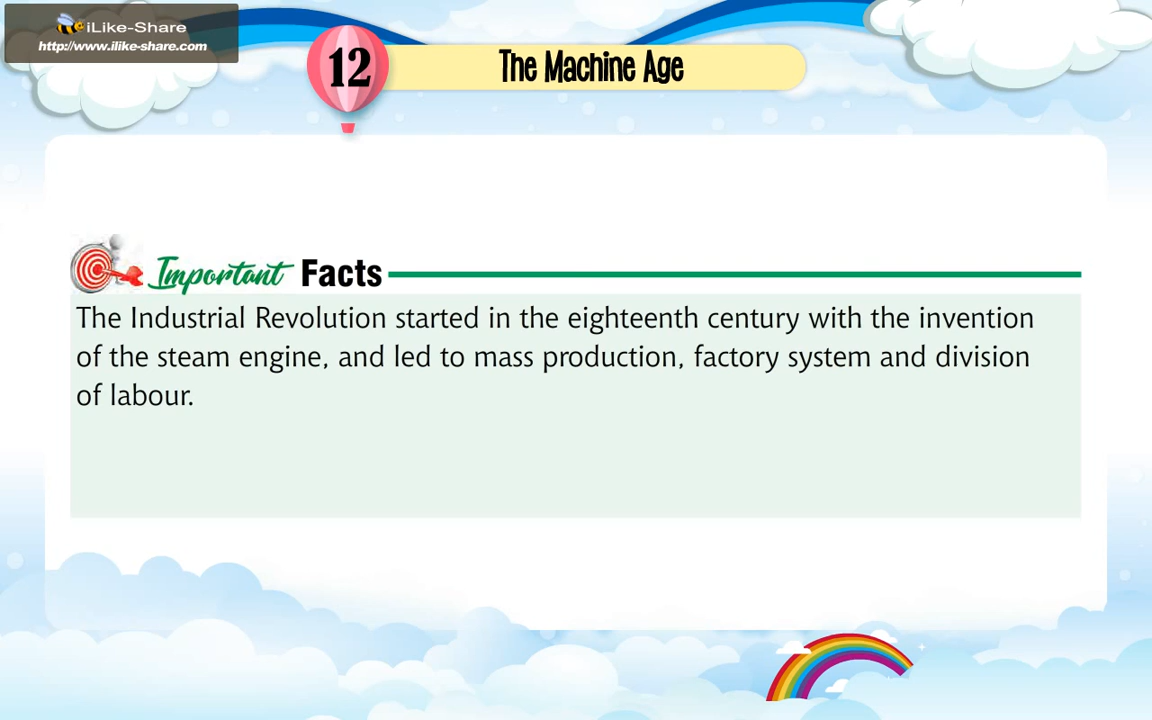 iLike-Share
http://www.ilike-share.com
12
The Machine Age
Important Facts
The Industrial Revolution started in the eighteenth century with the invention
of the steam engine, and led to mass production, factory system and division
of labour.